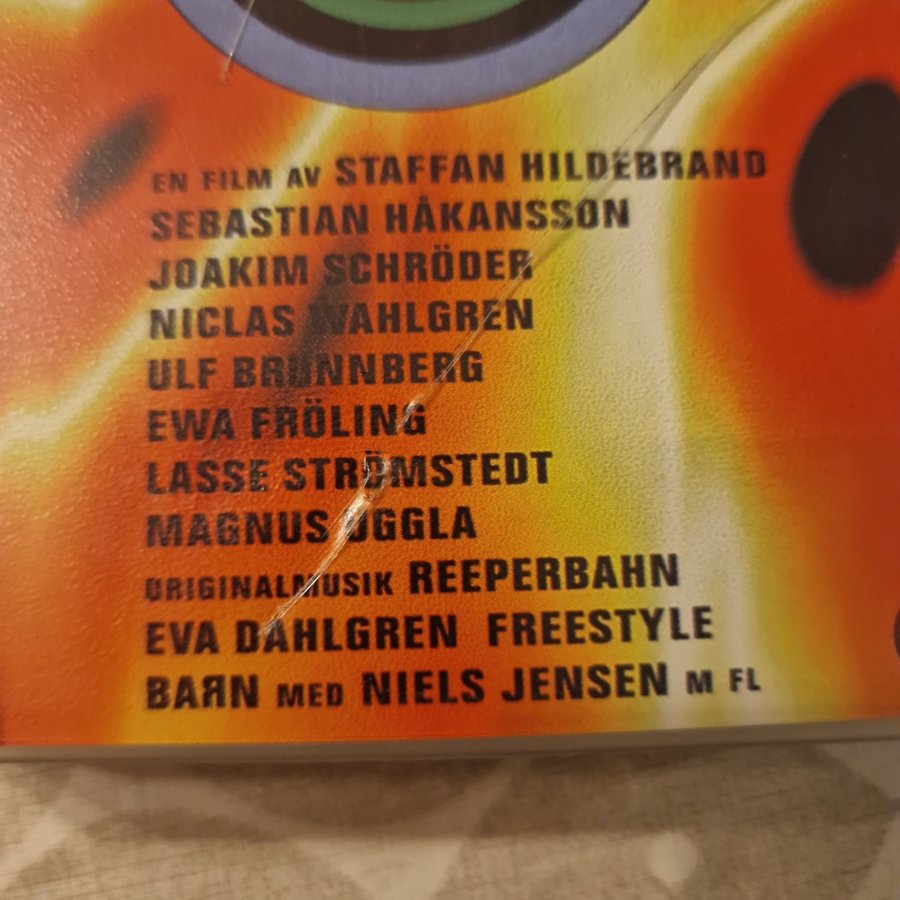 EN FILM AV STAFFAN HILDEBRAND
SEBASTIAN HÅKANSSON
JOAKIM SCHRÖDER
NICLAS WAHLGREN
ULF BRUNNBERG
EWA FRÖLING
LASSE STRÖMSTEDT
MAGNUS UGGLA
ORIGINALMUSIK REEPERBAHN
EVA DAHLGREN FREESTYLE
BAЯN MED NIELS JENSEN M FL